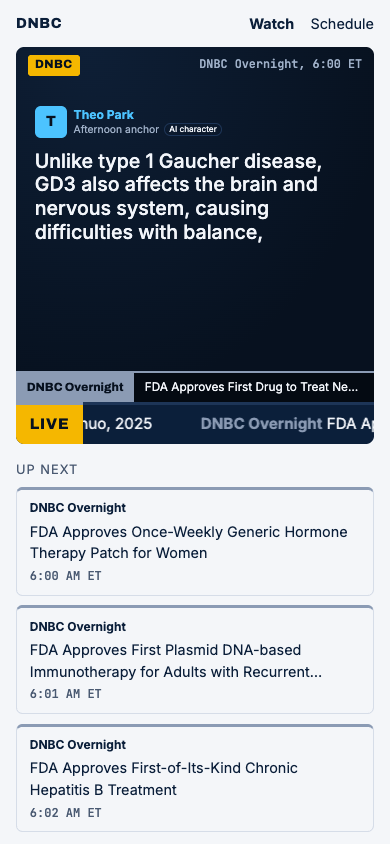 DNBC
Watch Schedule
DNBC
DNBC Overnight, 6:00 ET
T
Theo Park
Afternoon anchor AI character
Unlike type 1 Gaucher disease,
GD3 also affects the brain and
nervous system, causing
difficulties with balance,
DNBC Overnight FDA Approves First Drug to Treat Ne...
LIVE nuo, 2025 DNBC Overnight FDA Ap
UP NEXT
DNBC Overnight
FDA Approves Once-Weekly Generic Hormone
Therapy Patch for Women
6:00 AM ET
DNBC Overnight
FDA Approves First Plasmid DNA-based
Immunotherapy for Adults with Recurrent...
6:01 AM ET
DNBC Overnight
FDA Approves First-of-Its-Kind Chronic
Hepatitis B Treatment
6:02 AM ET